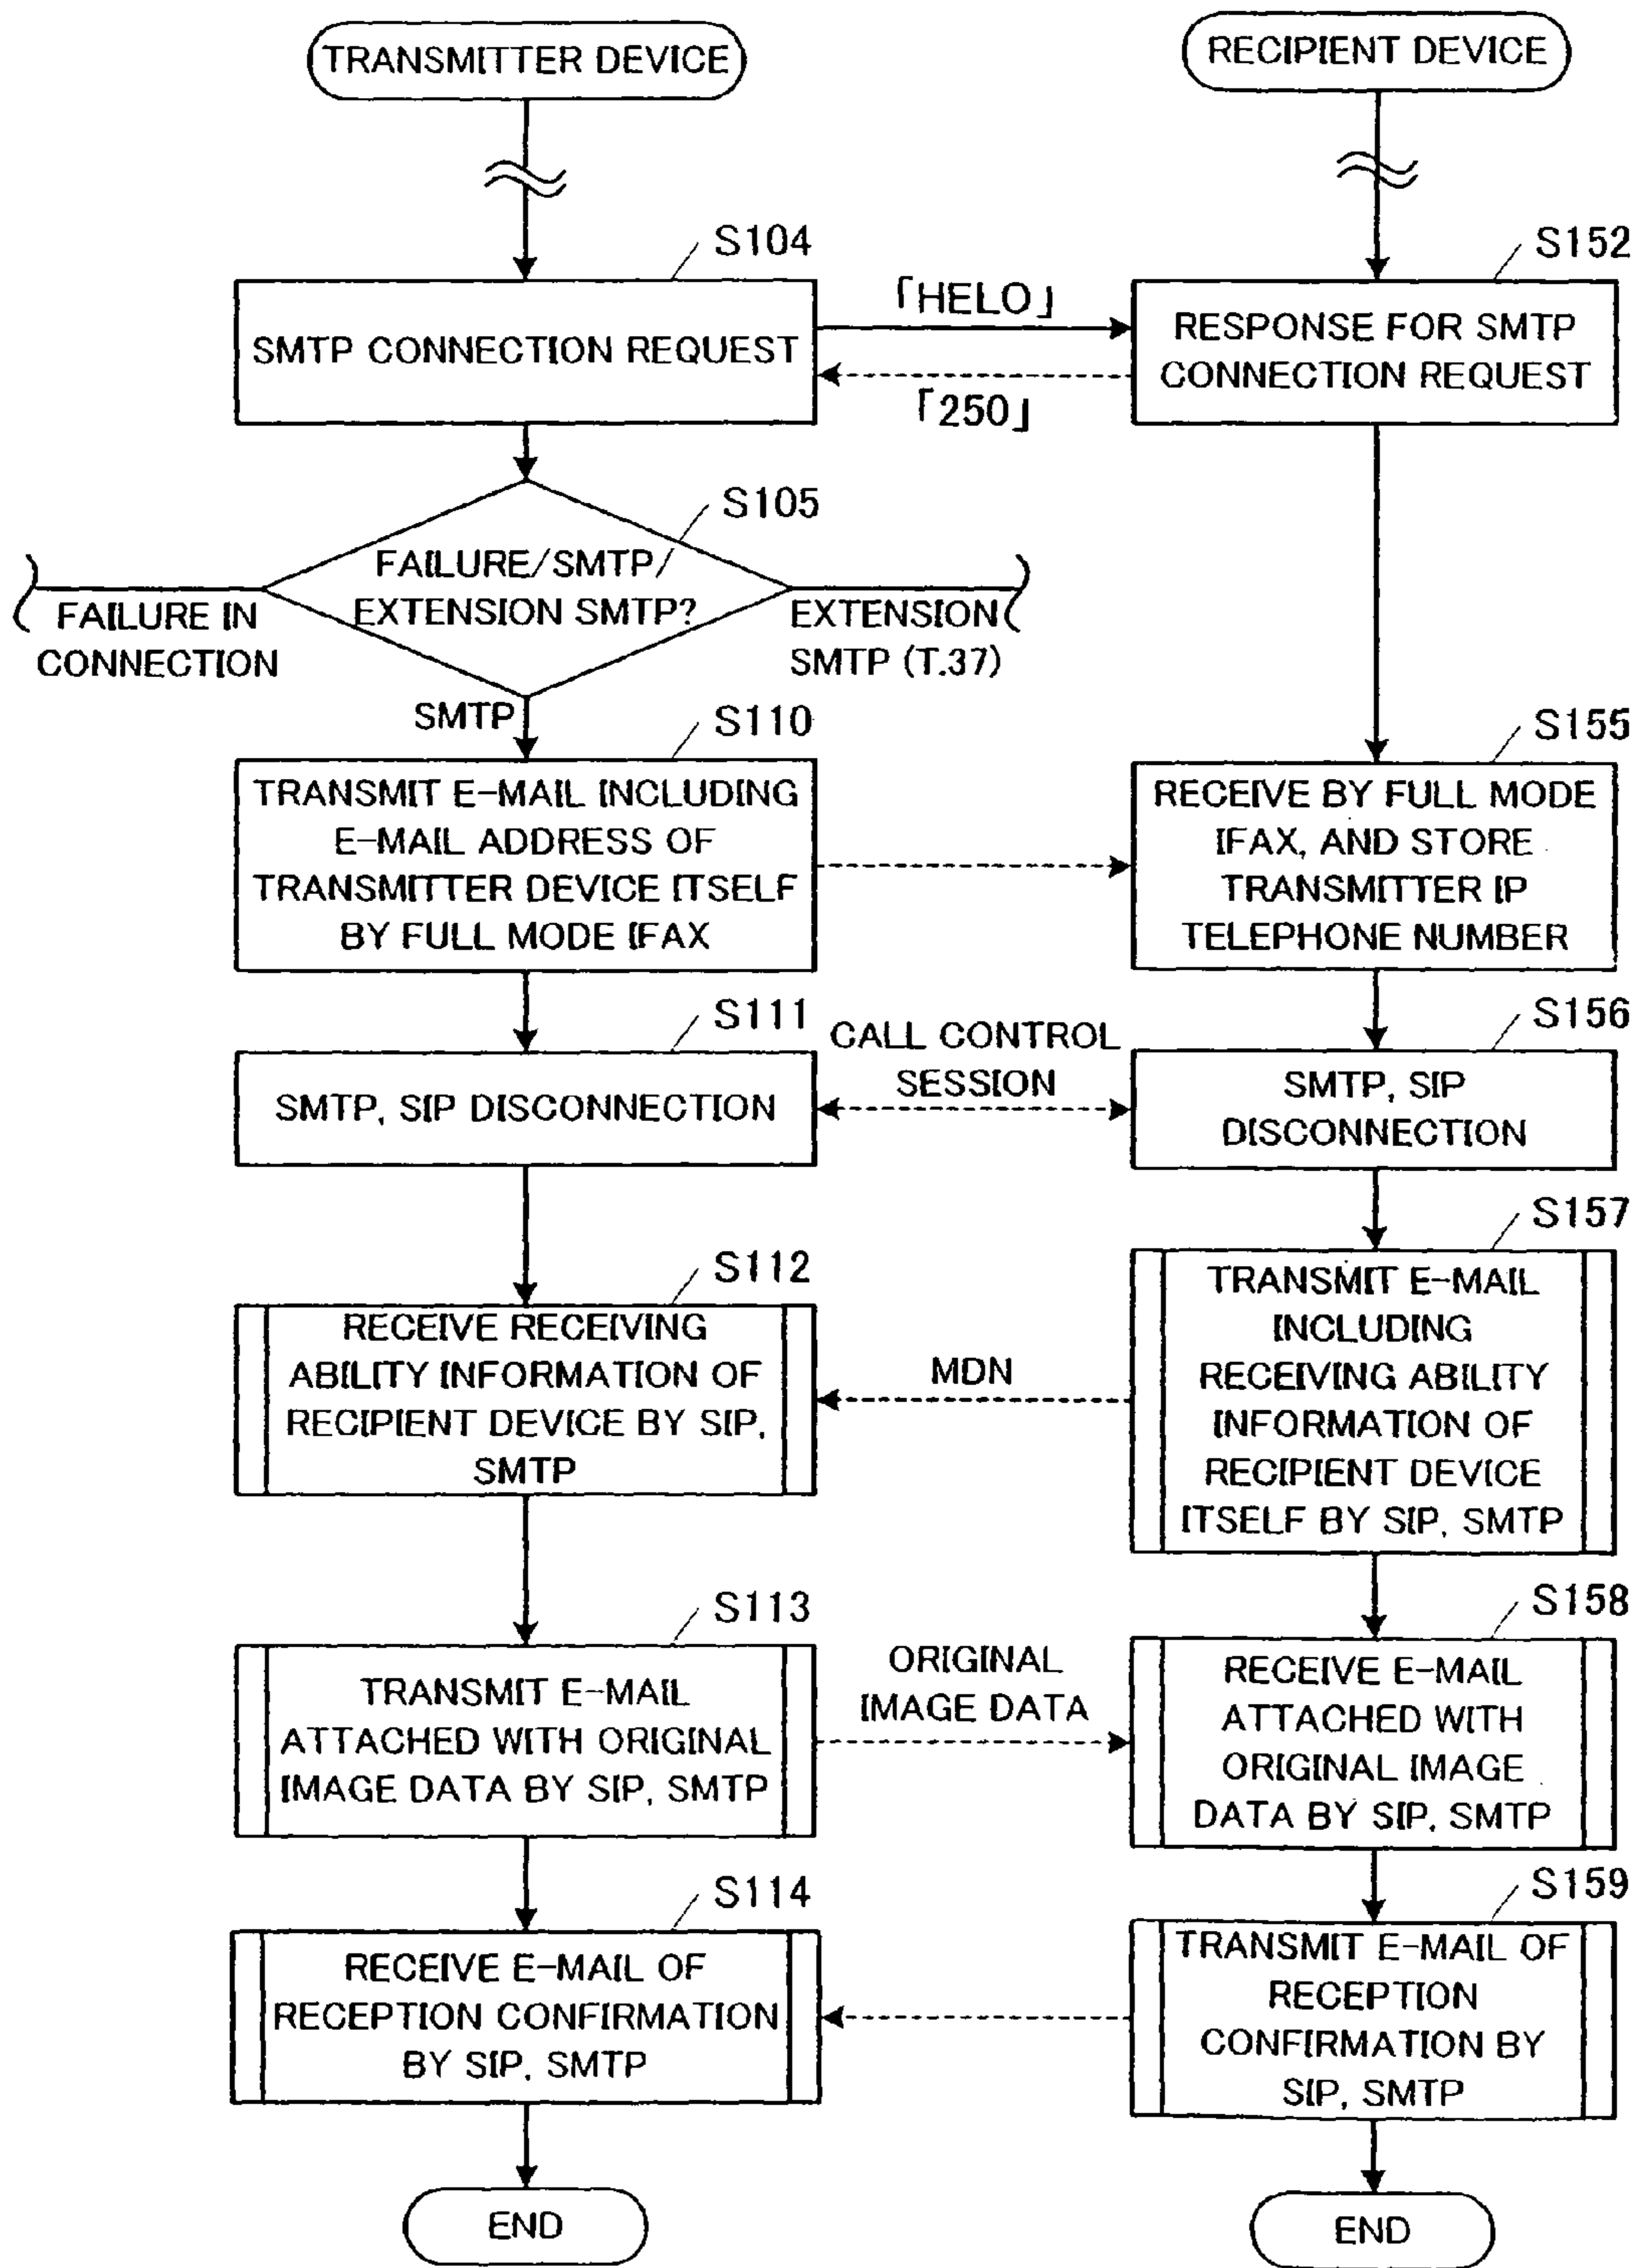 TRANSMITTER DEVICE
RECIPIENT DEVICE
S104
S152
SMTP CONNECTION REQUEST
「HELO」
「250」
RESPONSE FOR SMTP
CONNECTION REQUEST
S105
FAILURE/SMTP/
EXTENSION SMTP?
FAILURE IN
CONNECTION
EXTENSION
SMTP (T.37)
SMTP
S110
S155
TRANSMIT E-MAIL INCLUDING
E-MAIL ADDRESS OF
TRANSMITTER DEVICE ITSELF
BY FULL MODE IFAX
RECEIVE BY FULL MODE
IFAX, AND STORE
TRANSMITTER IP
TELEPHONE NUMBER
S111
S156
SMTP, SIP DISCONNECTION
CALL CONTROL
SESSION
SMTP, SIP
DISCONNECTION
S112
S157
RECEIVE RECEIVING
ABILITY INFORMATION OF
RECIPIENT DEVICE BY SIP,
SMTP
MDN
TRANSMIT E-MAIL
INCLUDING
RECEIVING ABILITY
INFORMATION OF
RECIPIENT DEVICE
ITSELF BY SIP, SMTP
S113
S158
TRANSMIT E-MAIL
ATTACHED WITH ORIGINAL
IMAGE DATA BY SIP, SMTP
ORIGINAL
IMAGE DATA
RECEIVE E-MAIL
ATTACHED WITH
ORIGINAL IMAGE
DATA BY SIP, SMTP
S114
S159
RECEIVE E-MAIL OF
RECEPTION CONFIRMATION
BY SIP, SMTP
TRANSMIT E-MAIL OF
RECEPTION
CONFIRMATION BY
SIP, SMTP
END
END